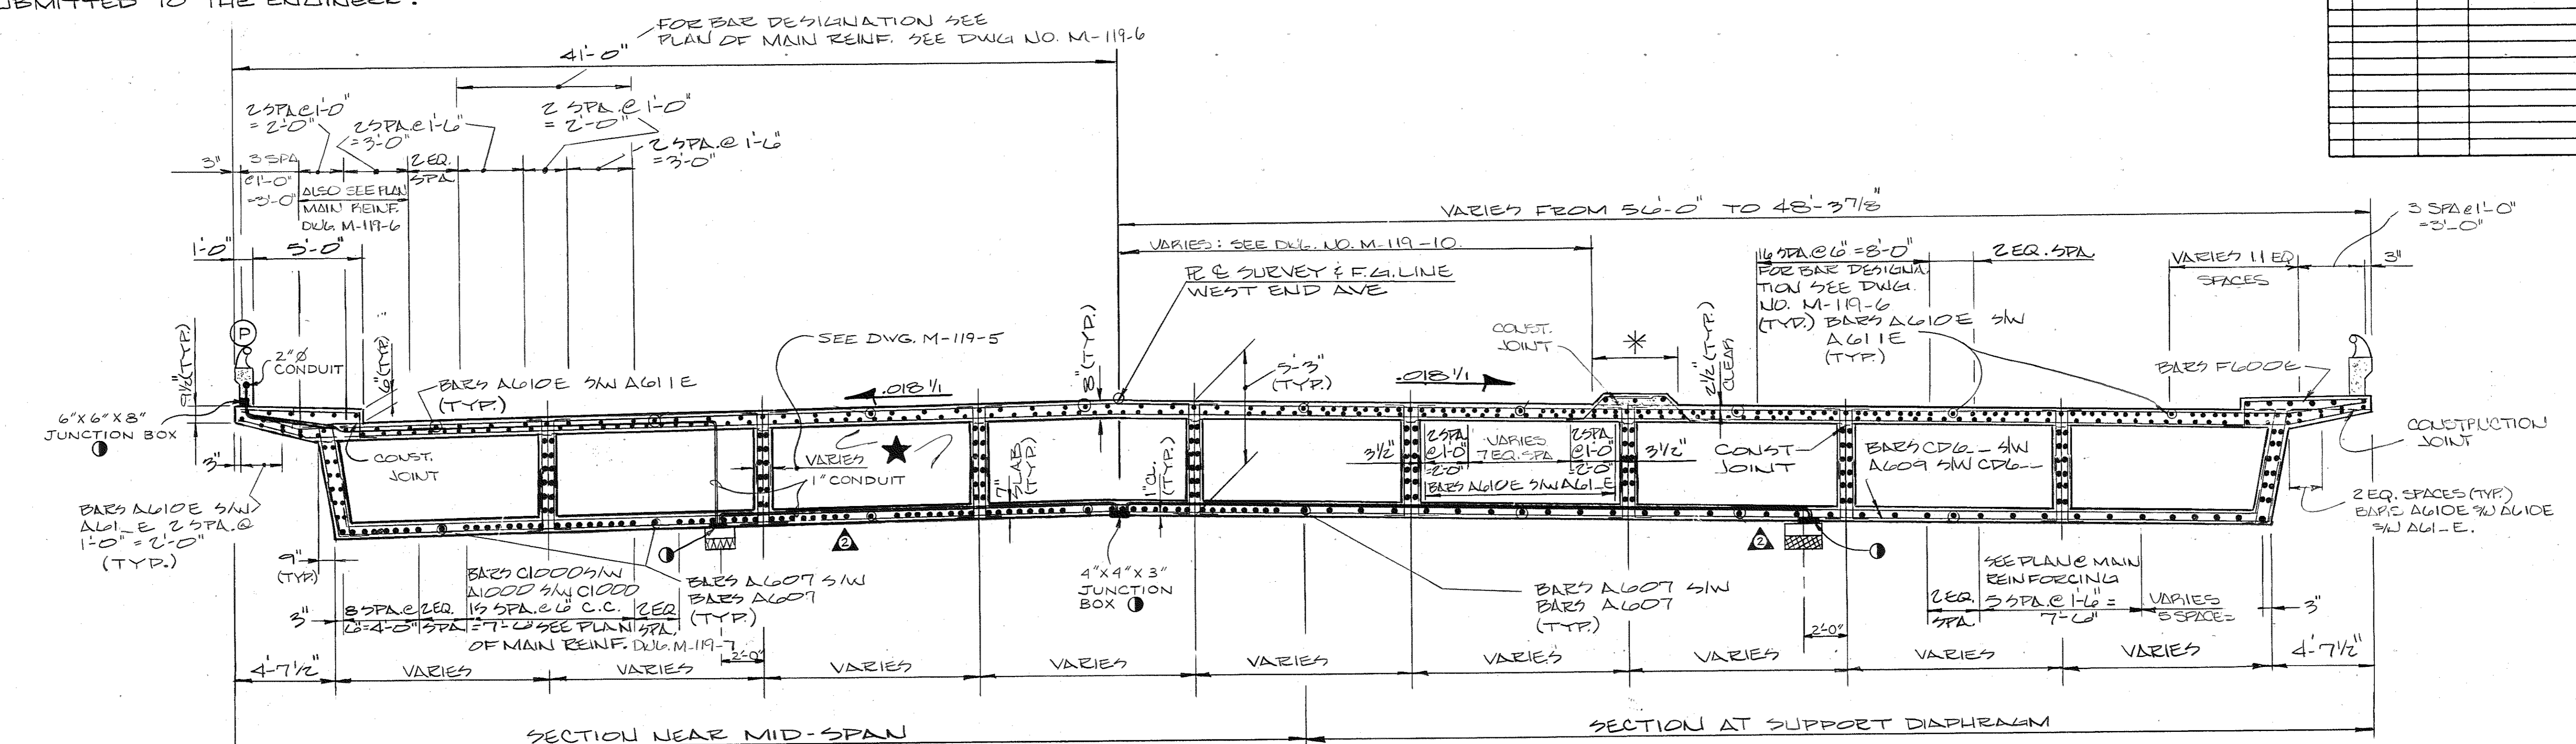 SUBMITTED TO THE ENGINEER.
FOR BAR DESIGNATION SEE
PLAN OF MAIN REINF. SEE DWG NO. M-119-6
41'-0"
2 SPA.@1'-0"
= 2'-0"
2 SPA@1'-6"
= 3'-0"
2 SPA.@ 1'-0"
= 2'-0"
2 SPA.@ 1'-6"
= 3'-0"
3"
3 SPA
@1'-0"
=3'-0"
2 EQ.
SPA.
ALSO SEE PLAN
MAIN REINF.
DWG. M-119-6
1'-0"
5'-0"
VARIES FROM 56'-0" TO 48'-3 7/8"
3 SPA@1'-0"
=3'-0"
VARIES: SEE DWG. NO. M-119-10.
16 SPA.@6"=8'-0"
2 EQ. SPA
VARIES 11 EQ
SPACES
3"
FOR BAR DESIGNA
TION SEE DWG.
NO. M-119-6
(TYP.)
BARS A610E S/W
A611E
(TYP.)
SURVEY & F.G. LINE
WEST END AVE
P
9 1/2"(TYP.)
2"Ø
CONDUIT
6"(TYP.)
SEE DWG. M-119-5
8"(TYP.)
CONST.
JOINT
*
2 1/2"(TYP.)
CLEAR
BARS F600E
BARS A610E S/W A611E
(TYP.)
.018 1/1
5'-3"
(TYP.)
.018 1/1
6"X6"X8"
JUNCTION BOX
CONSTRUCTION
JOINT
3"
CONST.
JOINT
VARIES
1" CONDUIT
7"
SLAB
(TYP.)
1" CL.
(TYP.)
3 1/2"
2 SPA
@1'-0"
=2'-0"
VARIES
7 EQ. SPA
2 SPA.
@1'-0"
=2'-0"
BARS A610E S/W A61_E
3 1/2"
CONST
JOINT
BARS CD6__ S/W
A609 S/W CD6__
BARS A610E S/W
A61_E 2 SPA.@
1'-0" = 2'-0"
(TYP.)
2 EQ. SPACES (TYP.)
BARS A610E S/W A610E
S/W A61_E.
2
2
9"
(TYP.)
BARS C1000 S/W
A1000 S/W C1000
BARS A607 S/W
BARS A607
(TYP.)
4"X4"X3"
JUNCTION
BOX
BARS A607 S/W
BARS A607
(TYP.)
SEE PLAN @ MAIN
REINFORCING
3"
8 SPA.@
6"=4'-0"
2 EQ.
SPA
15 SPA.@ 6" C.C.
=7'-6" SEE PLAN
OF MAIN REINF. DWG. M-119-7
2 EQ
SPA.
2 EQ.
SPA.
5 SPA.@ 1'-6" =
7'-6"
VARIES
5 SPACES
3"
2'-0"
2'-0"
4'-7 1/2"
VARIES
VARIES
VARIES
VARIES
VARIES
VARIES
VARIES
VARIES
VARIES
4'-7 1/2"
SECTION NEAR MID-SPAN
SECTION AT SUPPORT DIAPHRAGM